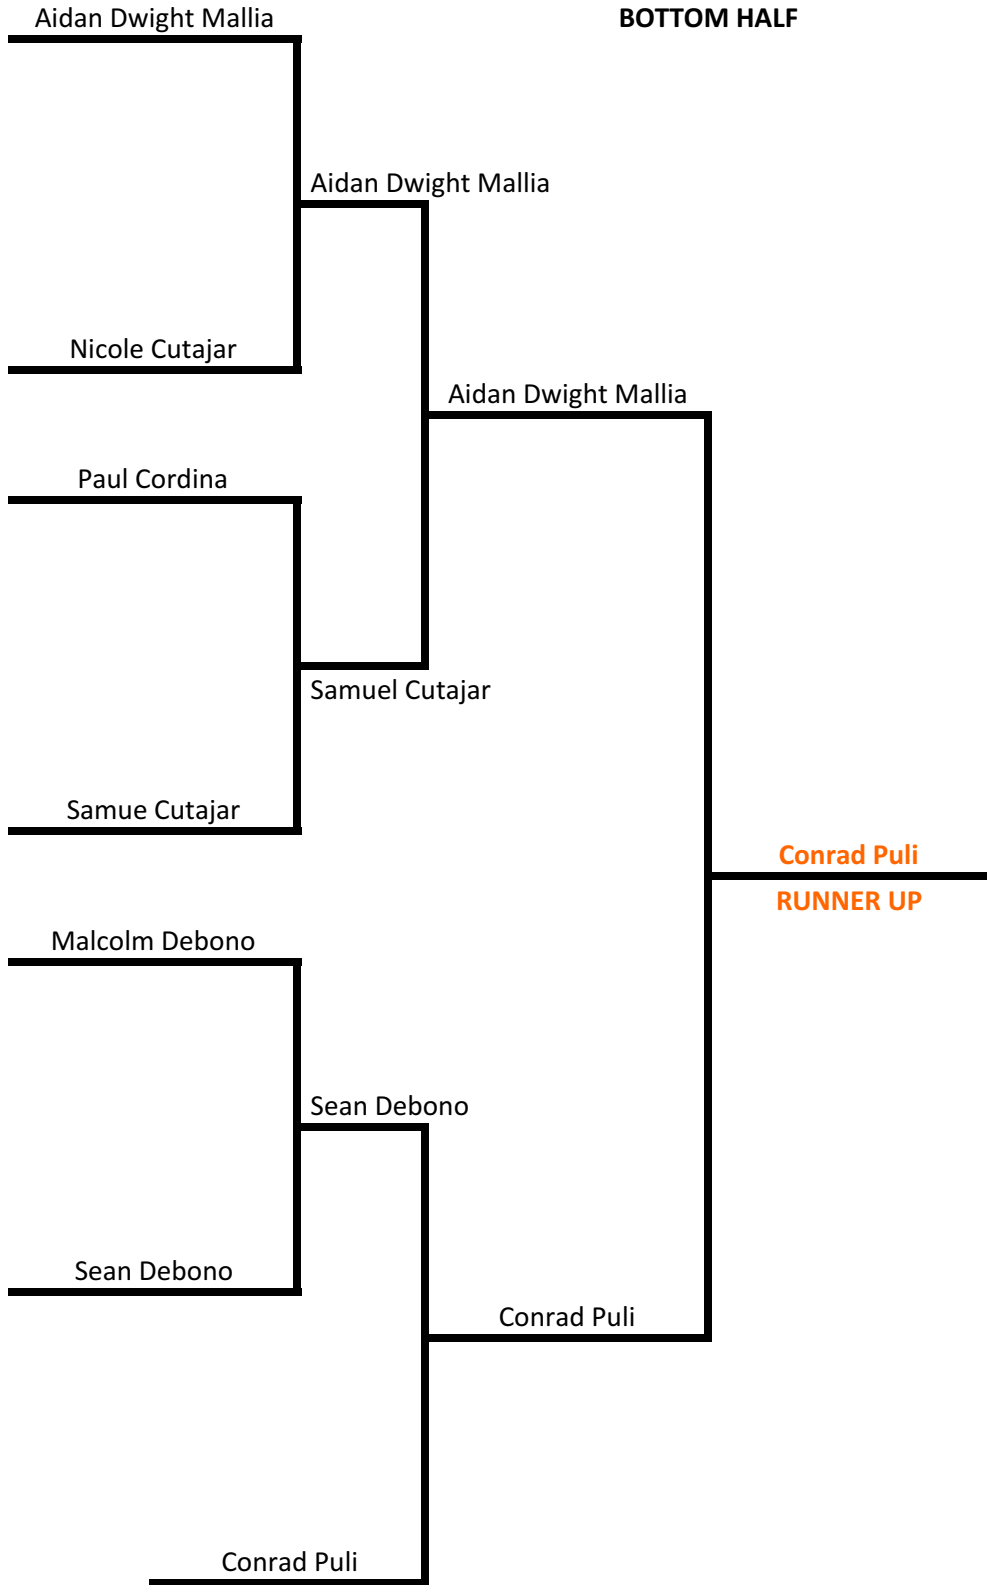 Aidan Dwight Mallia
BOTTOM HALF
Aidan Dwight Mallia
Nicole Cutajar
Aidan Dwight Mallia
Paul Cordina
Samuel Cutajar
Samue Cutajar
Conrad Puli
RUNNER UP
Malcolm Debono
Sean Debono
Sean Debono
Conrad Puli
Conrad Puli